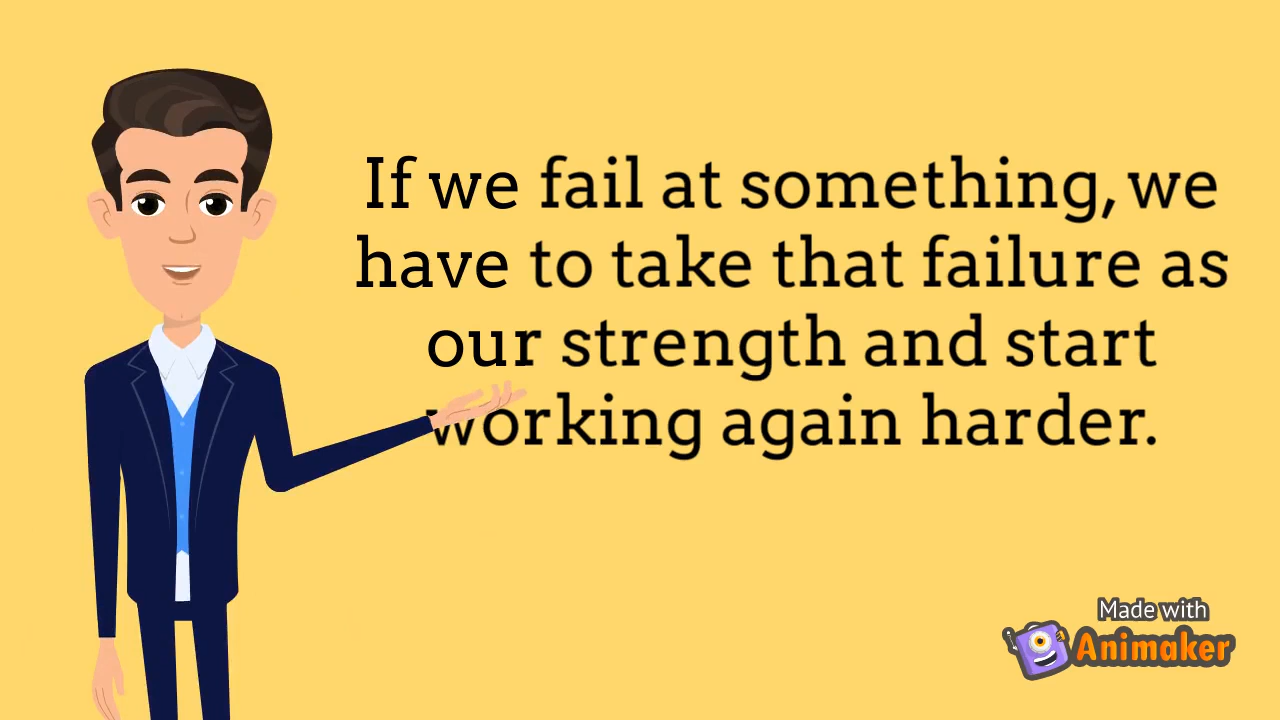 If we fail at something, we
have to take that failure as
our strength and start
working again harder.
Made with
Animaker